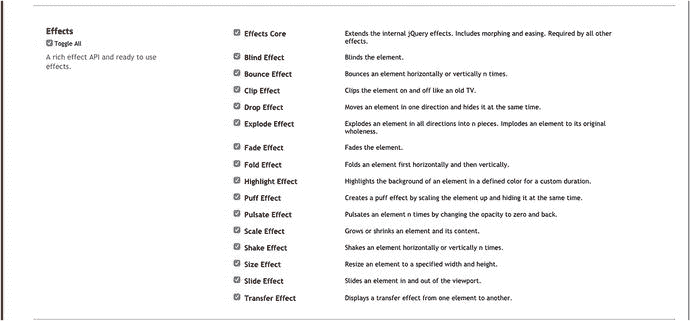 Effects
Toggle All
A rich effect API and ready to use
effects.
Effects Core Extends the internal jQuery effects. Includes morphing and easing. Required by all other
effects.
Blind Effect Blinds the element.
Bounce Effect Bounces an element horizontally or vertically n times.
Clip Effect Clips the element on and off like an old TV.
Drop Effect Moves an element in one direction and hides it at the same time.
Explode Effect Explodes an element in all directions into n pieces. Implodes an element to its original
wholeness.
Fade Effect Fades the element.
Fold Effect Folds an element first horizontally and then vertically.
Highlight Effect Highlights the background of an element in a defined color for a custom duration.
Puff Effect Creates a puff effect by scaling the element up and hiding it at the same time.
Pulsate Effect Pulsates an element n times by changing the opacity to zero and back.
Scale Effect Grows or shrinks an element and its content.
Shake Effect Shakes an element horizontally or vertically n times.
Size Effect Resize an element to a specified width and height.
Slide Effect Slides an element in and out of the viewport.
Transfer Effect Displays a transfer effect from one element to another.